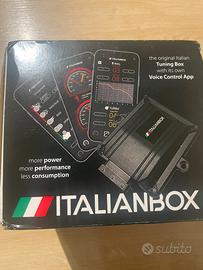 the original Italian
Tuning Box
with its own
Voice Control App
ITALIANBOX
more power
more performance
less consumption
ITALIANBOX
subito